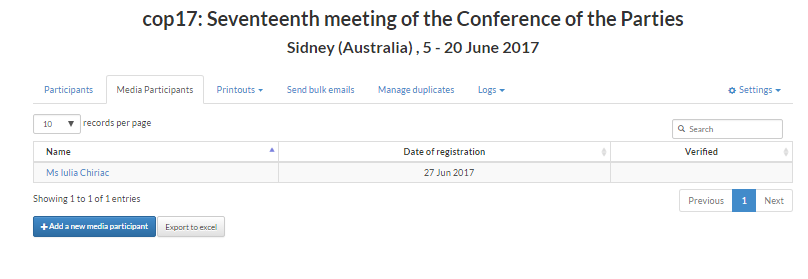 cop17: Seventeenth meeting of the Conference of the Parties
Sidney (Australia) , 5 - 20 June 2017
Participants Media Participants Printouts Send bulk emails Manage duplicates Logs Settings
10 records per page
Search
Name Date of registration Verified
Ms Iulia Chiriac 27 Jun 2017
Showing 1 to 1 of 1 entries
Previous 1 Next
+ Add a new media participant Export to excel